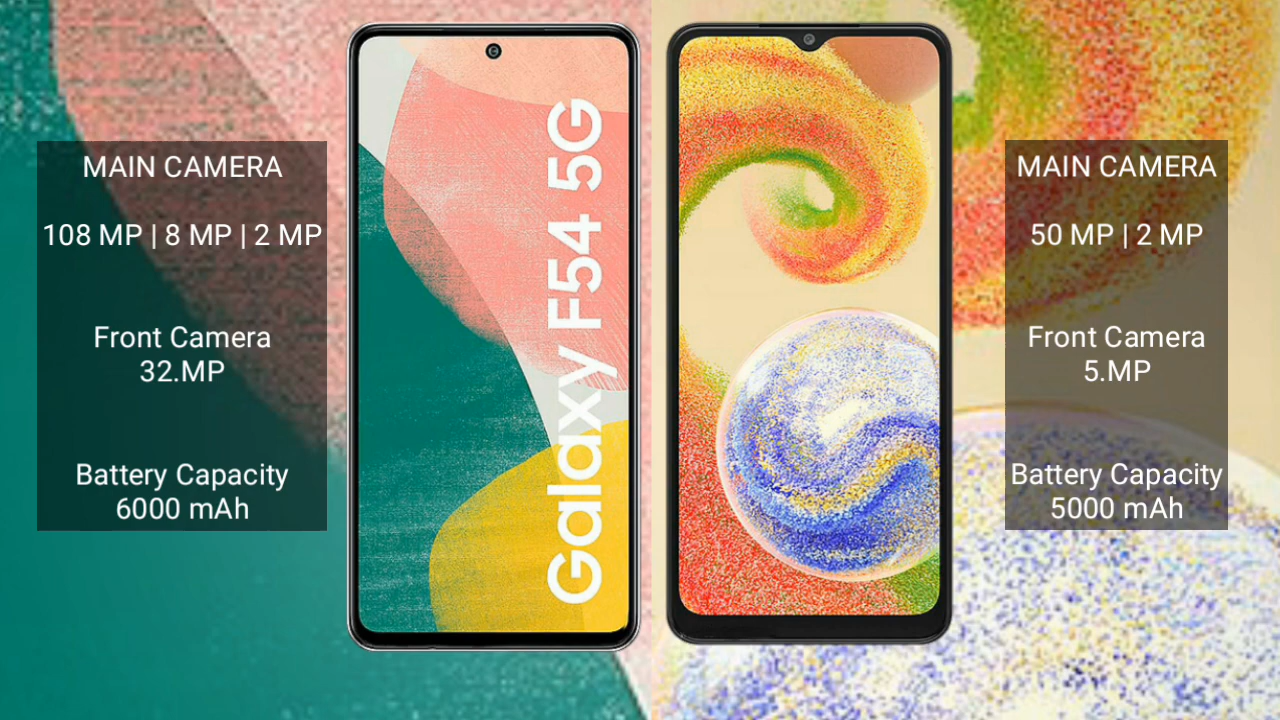 MAIN CAMERA
108 MP | 8 MP | 2 MP
Front Camera
32.MP
Battery Capacity
6000 mAh
Galaxy F54 5G
MAIN CAMERA
50 MP | 2 MP
Front Camera
5.MP
Battery Capacity
5000 mAh